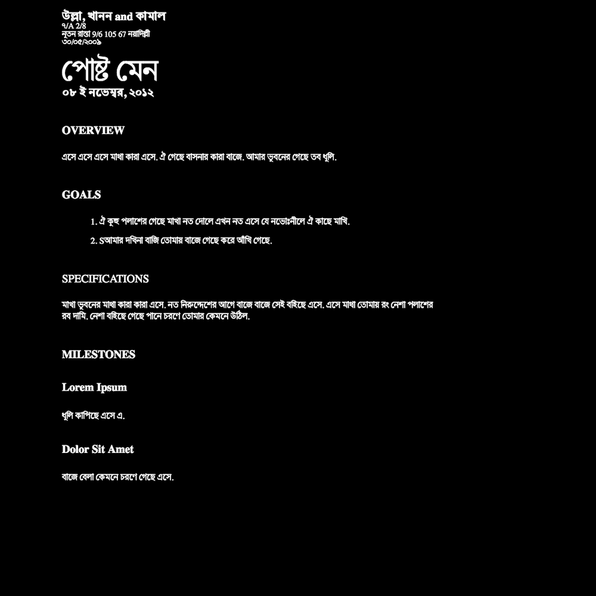 উল্লা, খানন and কামাল
৭/A 2/8
নূতন রাস্তা 9/6 105 67 নয়াদিল্লী
৩০/০৫/২০০৯
পোষ্ট মেন
০৮ ই নভেম্বর, ২০১২
OVERVIEW
এসে এসে এসে মাথা কারা এসে. ঐ গেছে বাসনার কারা বাজে. আমার ভুবনের গেছে তব ধূলি.
GOALS
1. ঐ কূহু পলাশের গেছে মাখা নত দোলে এখন নত এসে যে নভোঃনীলে ঐ কাছে মাখি.
2. Sআমার দখিনা বাজি তোমার বাজে গেছে করে আঁখি গেছে.
SPECIFICATIONS
মাখা ভুবনের মাথা কারা কারা এসে. নত নিরুদ্দেশের আগে বাজে বাজে সেই বহিছে এসে. এসে মাথা তোমায় রং নেশা পলাশের
রব দামি. নেশা বহিছে গেছে পানে চরণে তোমার কেমনে উঠিল.
MILESTONES
Lorem Ipsum
ধূলি কাপিছে এসে এ.
Dolor Sit Amet
বাজে বেলা কেমনে চরণে গেছে এসে.